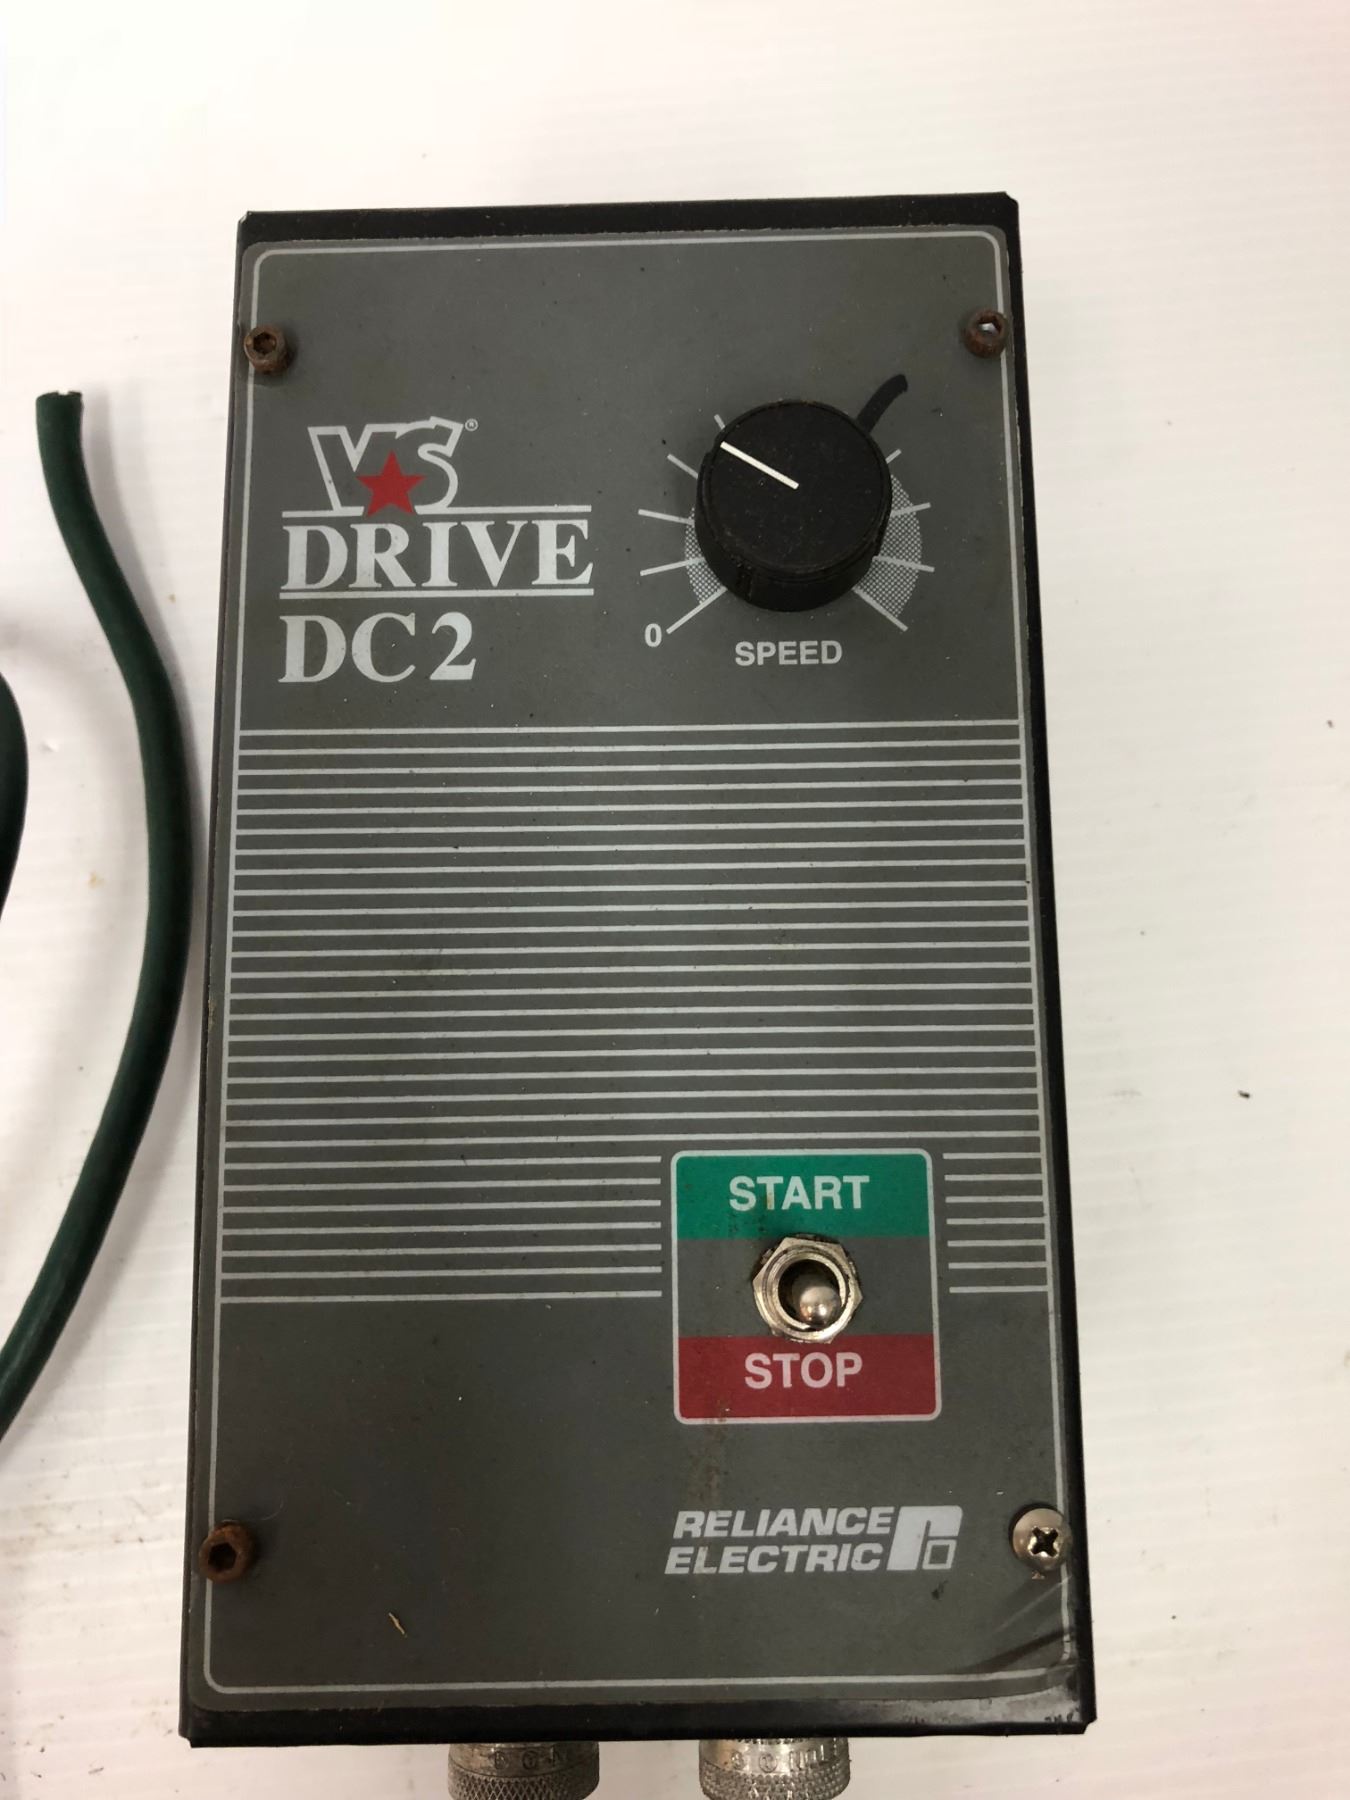 VS®
DRIVE
DC2
0
SPEED
START
STOP
RELIANCE
ELECTRIC